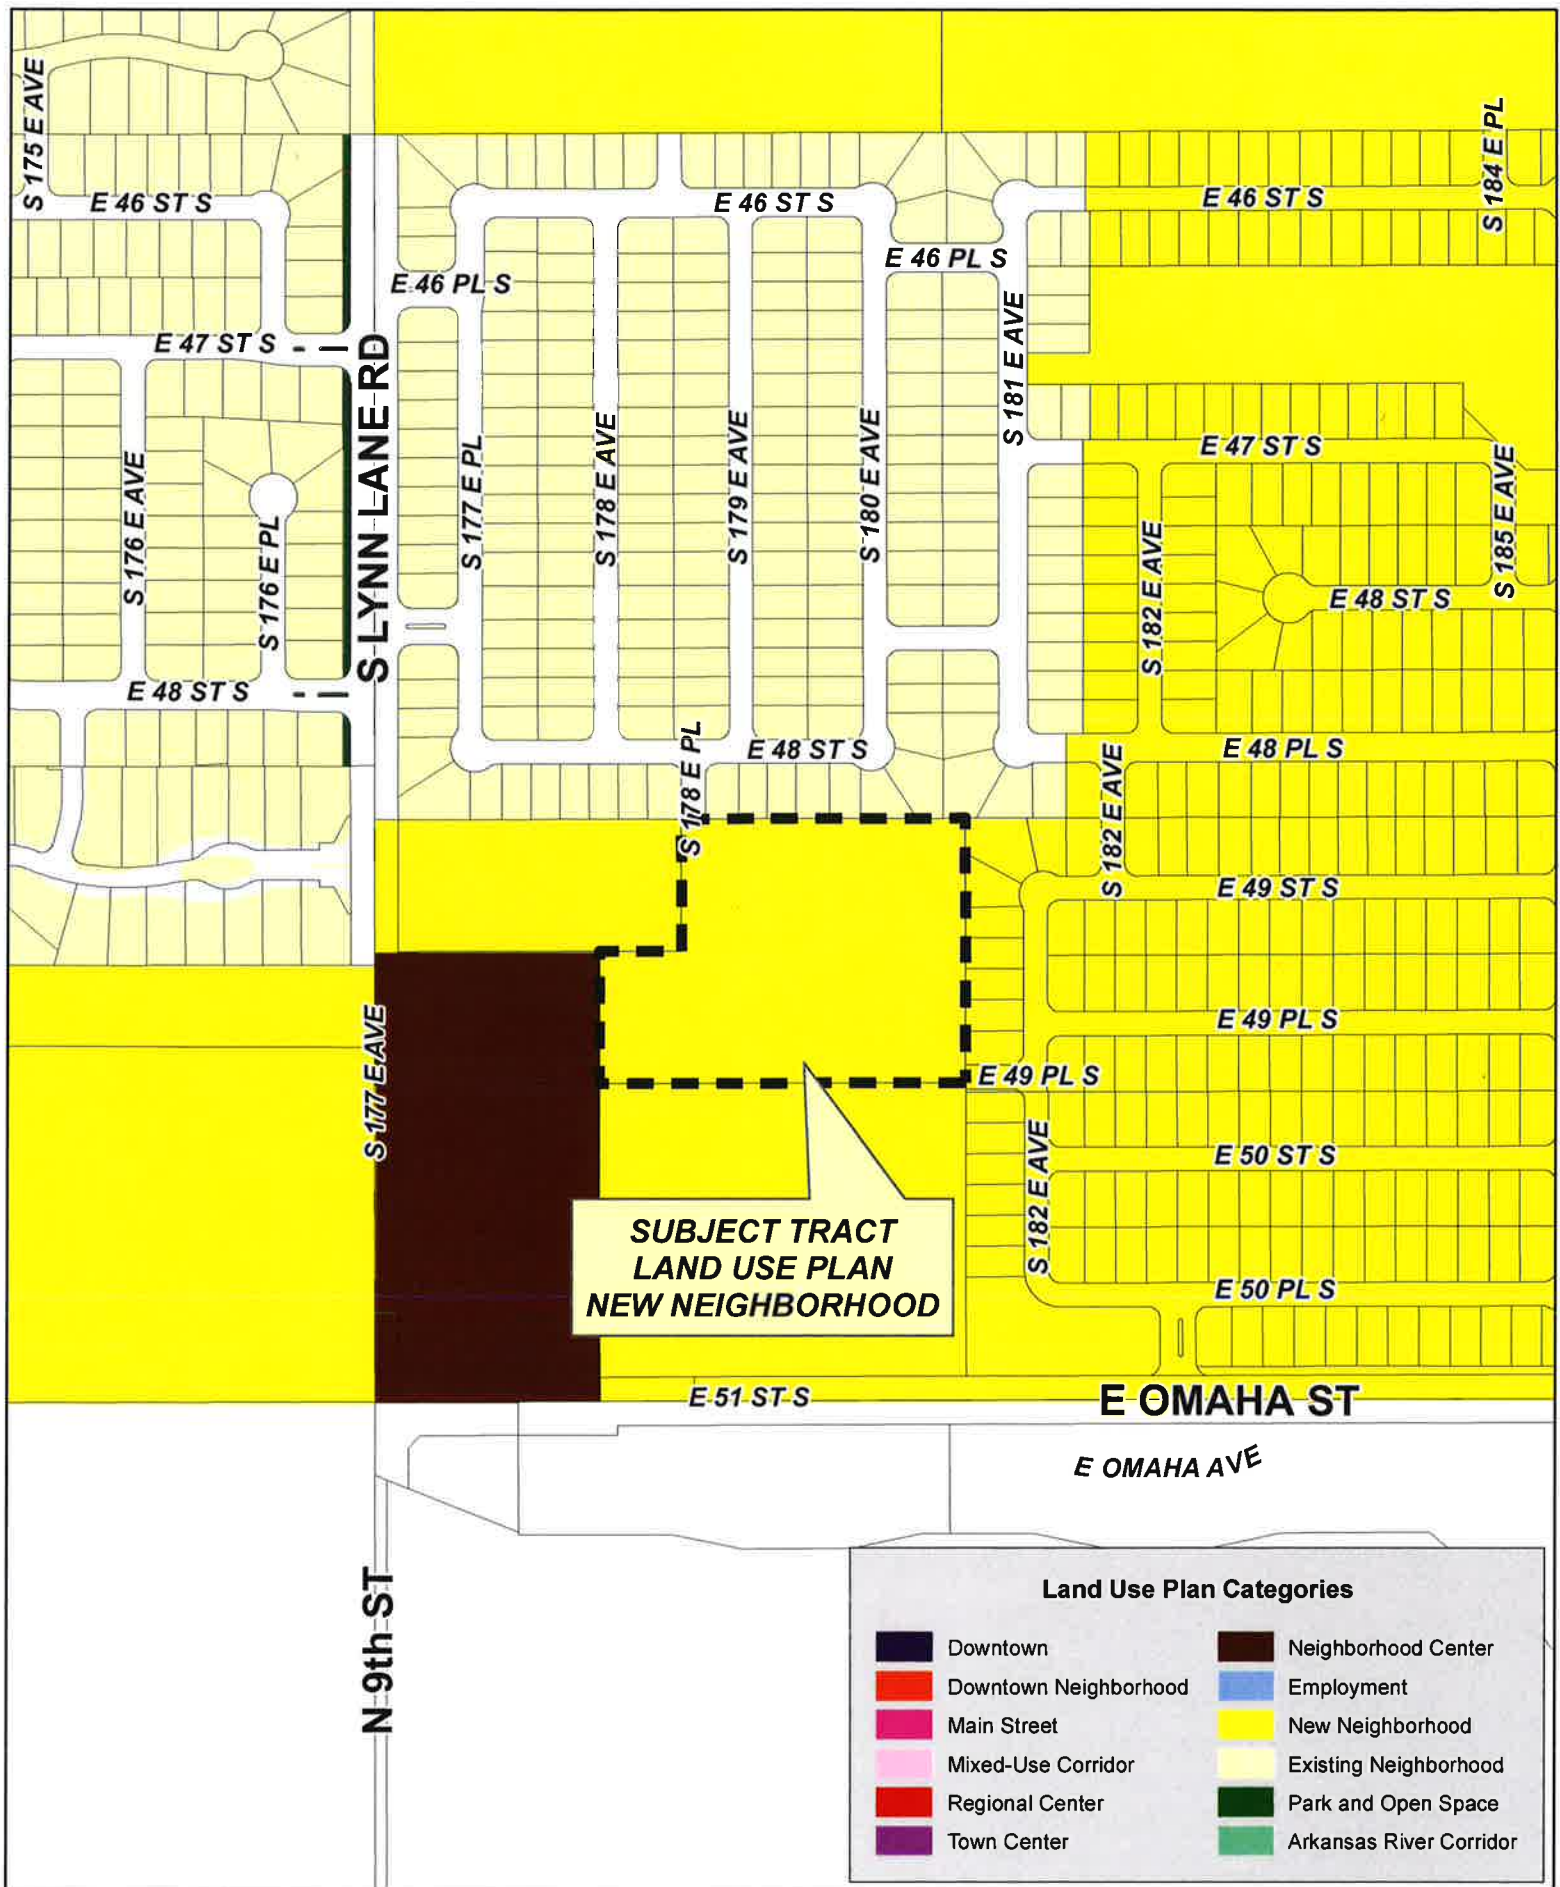 S 175 E AVE
E 46 ST S
E 46 ST S
E 46 ST S
S 184 E PL
E 46 PL S
E 46 PL S
E 47 ST S
S LYNN LANE RD
S 181 E AVE
S 176 E AVE
S 176 E PL
S 177 E PL
S 178 E AVE
S 179 E AVE
S 180 E AVE
E 47 ST S
S 185 E AVE
S 182 E AVE
E 48 ST S
E 48 ST S
S 178 E PL
E 48 ST S
E 48 PL S
S 182 E AVE
E 49 ST S
E 49 PL S
S 177 E AVE
E 49 PL S
S 182 E AVE
E 50 ST S
SUBJECT TRACT
LAND USE PLAN
NEW NEIGHBORHOOD
E 50 PL S
E 51 ST S
E OMAHA ST
E OMAHA AVE
N 9th ST
Land Use Plan Categories
Downtown
Downtown Neighborhood
Main Street
Mixed-Use Corridor
Regional Center
Town Center
Neighborhood Center
Employment
New Neighborhood
Existing Neighborhood
Park and Open Space
Arkansas River Corridor